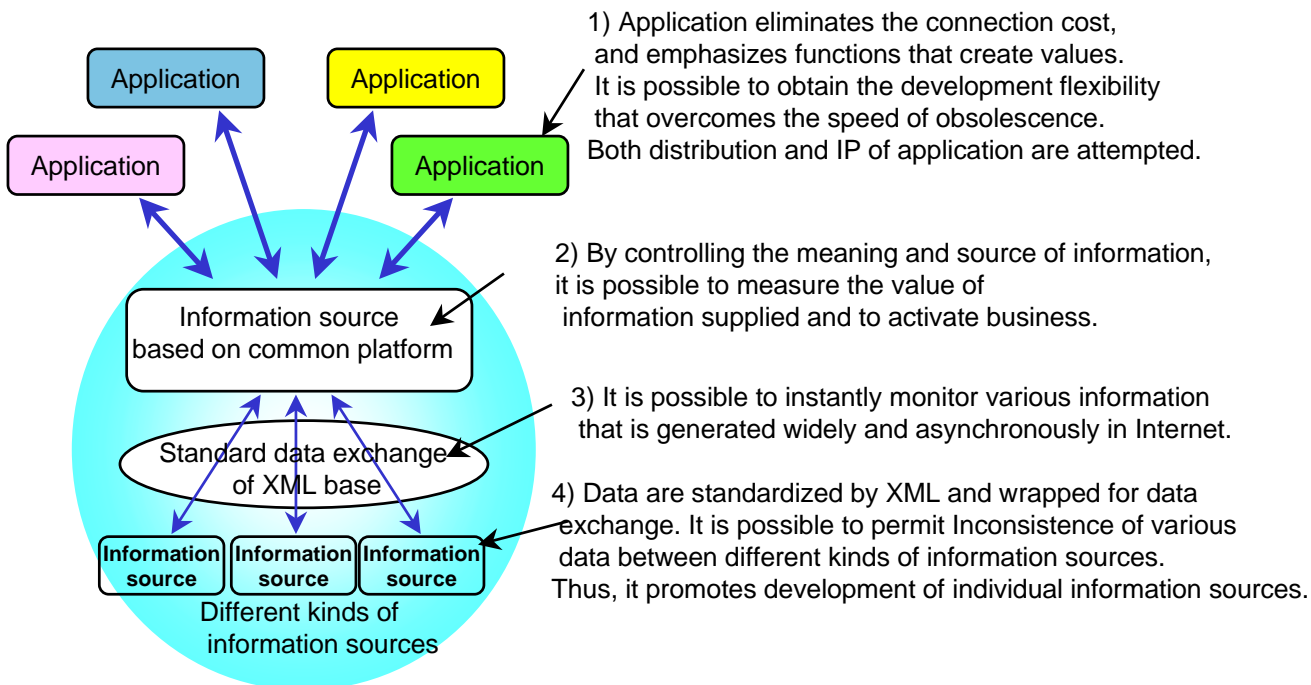 1) Application eliminates the connection cost,
and emphasizes functions that create values.
It is possible to obtain the development flexibility
that overcomes the speed of obsolescence.
Both distribution and IP of application are attempted.
Application
Application
Application
Application
2) By controlling the meaning and source of information,
it is possible to measure the value of
information supplied and to activate business.
Information source
based on common platform
3) It is possible to instantly monitor various information
that is generated widely and asynchronously in Internet.
Standard data exchange
of XML base
4) Data are standardized by XML and wrapped for data
exchange. It is possible to permit Inconsistence of various
data between different kinds of information sources.
Thus, it promotes development of individual information sources.
Information
source
Information
source
Information
source
Different kinds of
information sources